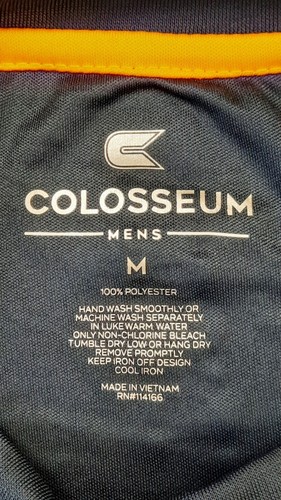 COLOSSEUM
MENS
M
100% POLYESTER
HAND WASH SMOOTHLY OR
MACHINE WASH SEPARATELY
IN LUKEWARM WATER
ONLY NON-CHLORINE BLEACH
TUMBLE DRY LOW OR HANG DRY
REMOVE PROMPTLY
KEEP IRON OFF DESIGN
COOL IRON
MADE IN VIETNAM
RN#114166